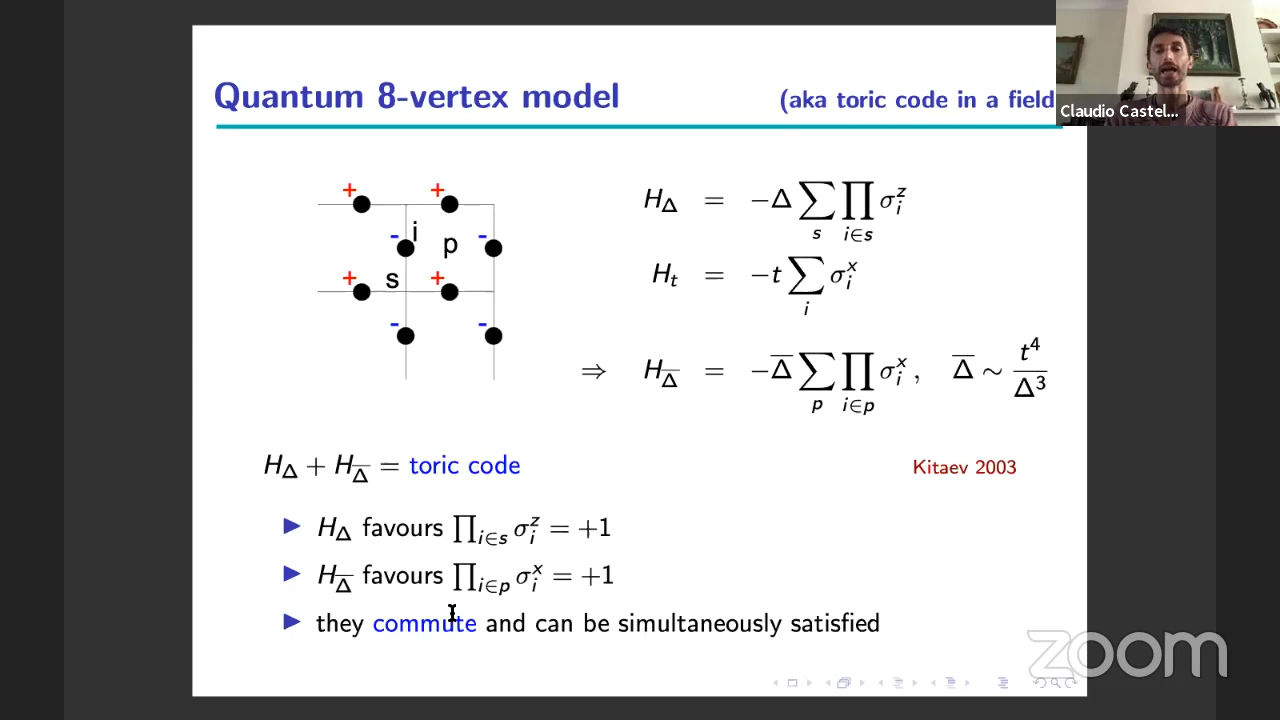 Quantum 8-vertex model (aka toric code in a field
Claudio Castel...
+ +
- i p -
+ s +
- -
H_Δ = −Δ ∑_s ∏_{i∈s} σ_i^z
H_t = −t ∑_i σ_i^x
⇒ H_Δ̅ = −Δ̅ ∑_p ∏_{i∈p} σ_i^x , Δ̅ ∼ t⁴/Δ³
H_Δ + H_Δ̅ = toric code Kitaev 2003
▶ H_Δ favours ∏_{i∈s} σ_i^z = +1
▶ H_Δ̅ favours ∏_{i∈p} σ_i^x = +1
▶ they commute and can be simultaneously satisfied
zoom